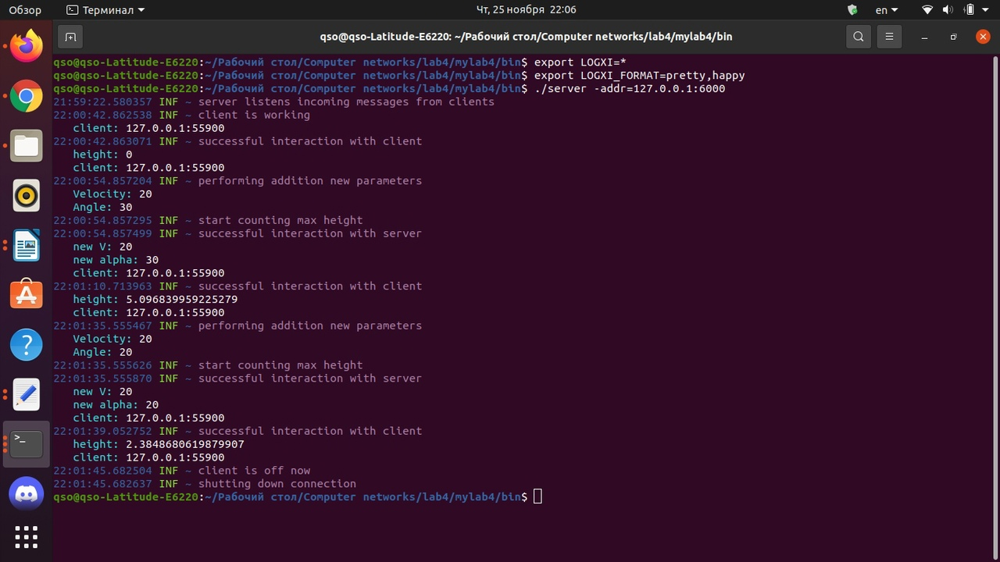 Обзор Терминал Чт, 25 ноября 22:06 en
qso@qso-Latitude-E6220: ~/Рабочий стол/Computer networks/lab4/mylab4/bin
qso@qso-Latitude-E6220:~/Рабочий стол/Computer networks/lab4/mylab4/bin$ export LOGXI=*
qso@qso-Latitude-E6220:~/Рабочий стол/Computer networks/lab4/mylab4/bin$ export LOGXI_FORMAT=pretty,happy
qso@qso-Latitude-E6220:~/Рабочий стол/Computer networks/lab4/mylab4/bin$ ./server -addr=127.0.0.1:6000
21:59:22.580357 INF ~ server listens incoming messages from clients
22:00:42.862538 INF ~ client is working
client: 127.0.0.1:55900
22:00:42.863071 INF ~ successful interaction with client
height: 0
client: 127.0.0.1:55900
22:00:54.857204 INF ~ performing addition new parameters
Velocity: 20
Angle: 30
22:00:54.857295 INF ~ start counting max height
22:00:54.857499 INF ~ successful interaction with server
new V: 20
new alpha: 30
client: 127.0.0.1:55900
22:01:10.713963 INF ~ successful interaction with client
height: 5.096839959225279
client: 127.0.0.1:55900
22:01:35.555467 INF ~ performing addition new parameters
Velocity: 20
Angle: 20
22:01:35.555626 INF ~ start counting max height
22:01:35.555870 INF ~ successful interaction with server
new V: 20
new alpha: 20
client: 127.0.0.1:55900
22:01:39.052752 INF ~ successful interaction with client
height: 2.3848680619879907
client: 127.0.0.1:55900
22:01:45.682504 INF ~ client is off now
22:01:45.682637 INF ~ shutting down connection
qso@qso-Latitude-E6220:~/Рабочий стол/Computer networks/lab4/mylab4/bin$